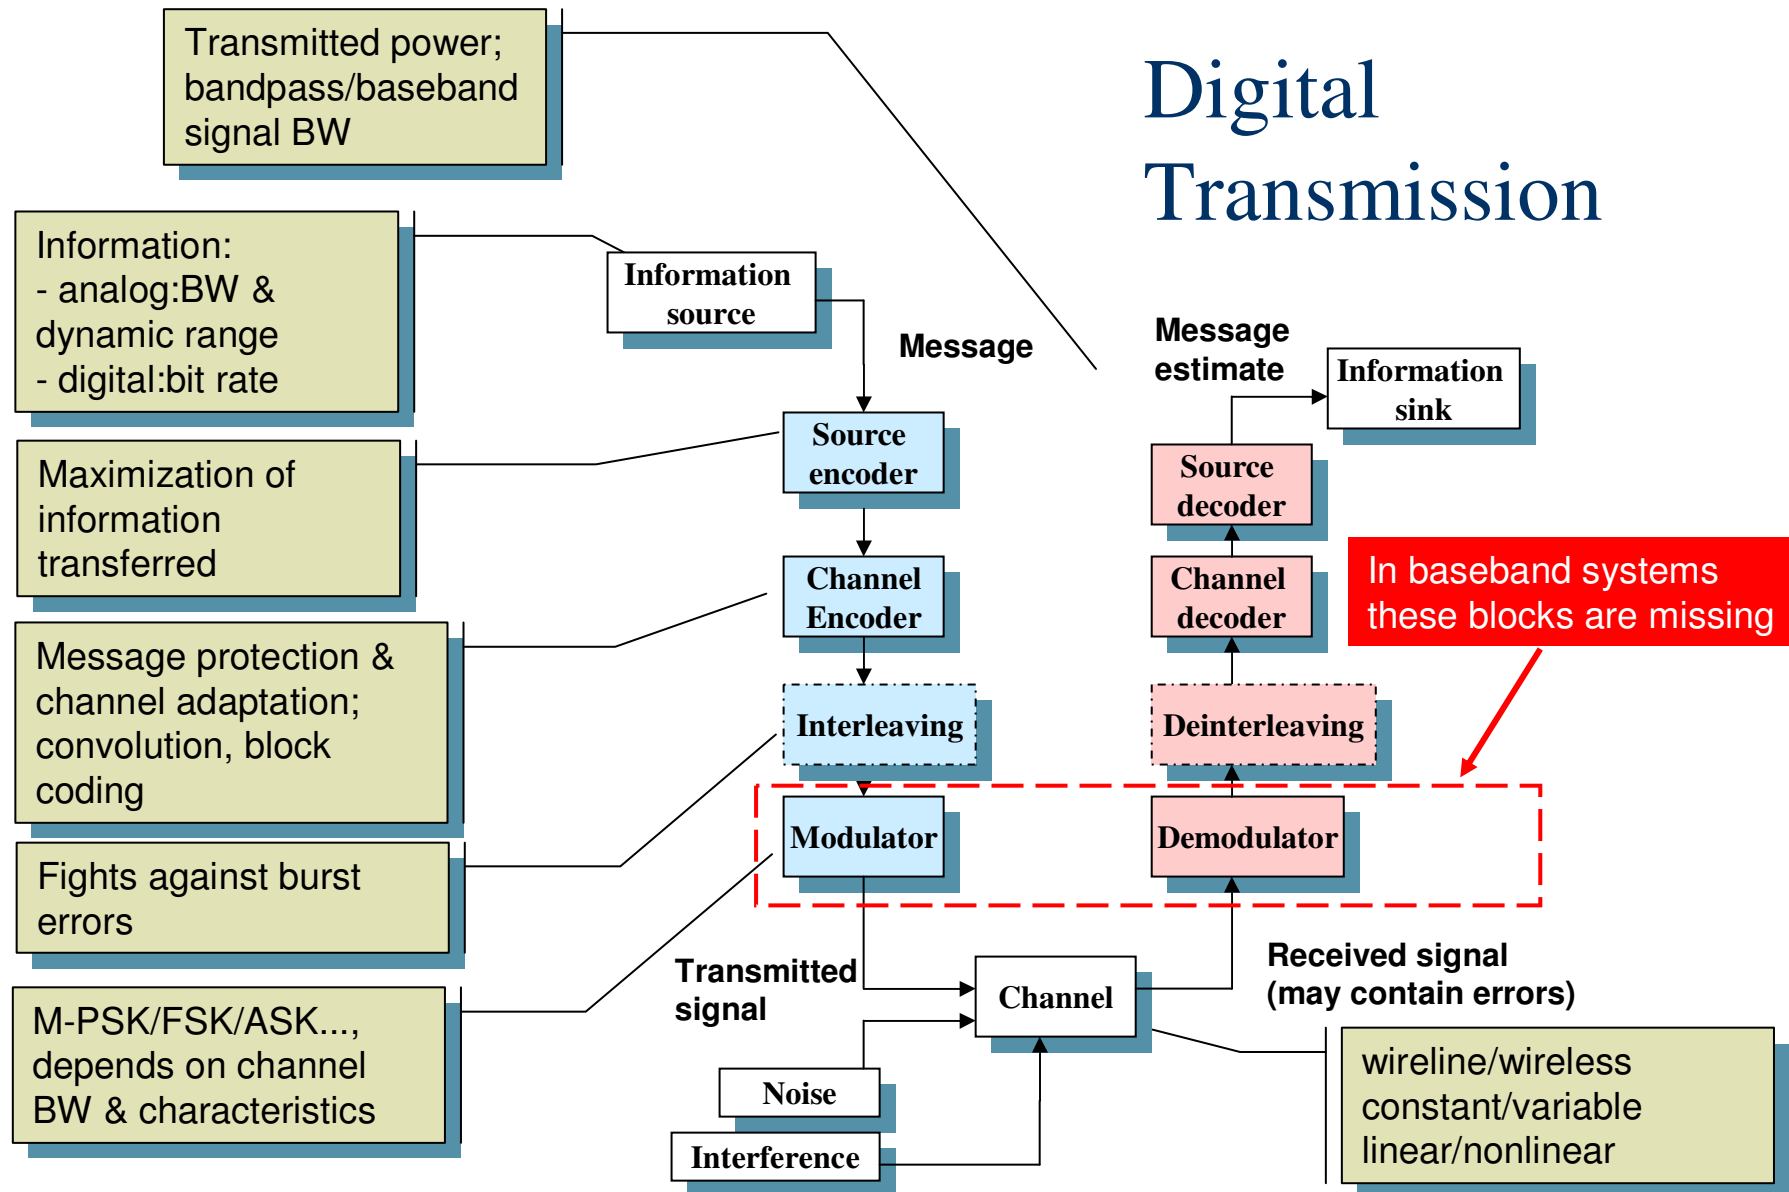 Transmitted power;
bandpass/baseband
signal BW
Digital
Transmission
Information:
- analog:BW &
dynamic range
- digital:bit rate
Information
source
Message
Message
estimate
Information
sink
Maximization of
information
transferred
Source
encoder
Source
decoder
In baseband systems
these blocks are missing
Message protection &
channel adaptation;
convolution, block
coding
Channel
Encoder
Channel
decoder
Interleaving
Deinterleaving
Fights against burst
errors
Modulator
Demodulator
M-PSK/FSK/ASK...,
depends on channel
BW & characteristics
Transmitted
signal
Channel
Received signal
(may contain errors)
Noise
Interference
wireline/wireless
constant/variable
linear/nonlinear